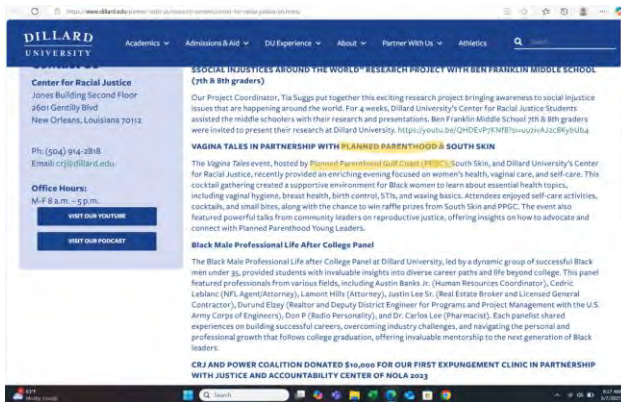 https://www.dillard.edu/
DILLARD
UNIVERSITY
Academics
Admissions & Aid
DU Experience
About
Partner With Us
Athletics
Center for Racial Justice
Jones Building Second Floor
2601 Gentilly Blvd
New Orleans, Louisiana 70112
Ph: (504) 914-2818
Email: crj@dillard.edu
Office Hours:
M-F 8 a.m. – 5 p.m.
VISIT OUR YOUTUBE
VISIT OUR PODCAST
SSOCIAL INJUSTICES AROUND THE WORLD" RESEARCH PROJECT WITH BEN FRANKLIN MIDDLE SCHOOL
(7th & 8th graders)
Our Project Coordinator, Tia Suggs put together this exciting research project bringing awareness to social injustice
issues that are happening around the world. For 4 weeks, Dillard University's Center for Racial Justice Students
assisted the middle schoolers with their research and presentations. Ben Franklin Middle School 7th & 8th graders
were invited to present their research at Dillard University.
VAGINA TALES IN PARTNERSHIP WITH PLANNED PARENTHOOD & SOUTH SKIN
The Vagina Tales event, hosted by Planned Parenthood Gulf Coast (PPGC), South Skin, and Dillard University's Center
for Racial Justice, recently provided an enriching evening focused on women's health, vaginal care, and self-care. This
cocktail gathering created a supportive environment for Black women to learn about essential health topics,
including vaginal hygiene, breast health, birth control, STIs, and waxing basics. Attendees enjoyed self-care activities,
cocktails, and small bites, along with the chance to win raffle prizes from South Skin and PPGC. The event also
featured powerful talks from community leaders on reproductive justice, offering insights on how to advocate and
connect with Planned Parenthood Young Leaders.
Black Male Professional Life After College Panel
The Black Male Professional Life after College Panel at Dillard University, led by a dynamic group of successful Black
men under 35, provided students with invaluable insights into diverse career paths and life beyond college. This panel
featured professionals from various fields, including Austin Banks Jr. (Human Resources Coordinator), Cedric
Leblanc (NFL Agent/Attorney), Lamont Hills (Attorney), Justin Lee Sr. (Real Estate Broker and Licensed General
Contractor), Durund Elzey (Realtor and Deputy District Engineer for Programs and Project Management with the U.S.
Army Corps of Engineers), Don P (Radio Personality), and Dr. Carlos Lee (Pharmacist). Each panelist shared
experiences on building successful careers, overcoming industry challenges, and navigating the personal and
professional growth that follows college graduation, offering invaluable mentorship to the next generation of Black
leaders.
CRJ AND POWER COALITION DONATED $10,000 FOR OUR FIRST EXPUNGEMENT CLINIC IN PARTNERSHIP
WITH JUSTICE AND ACCOUNTABILITY CENTER OF NOLA 2023
Search